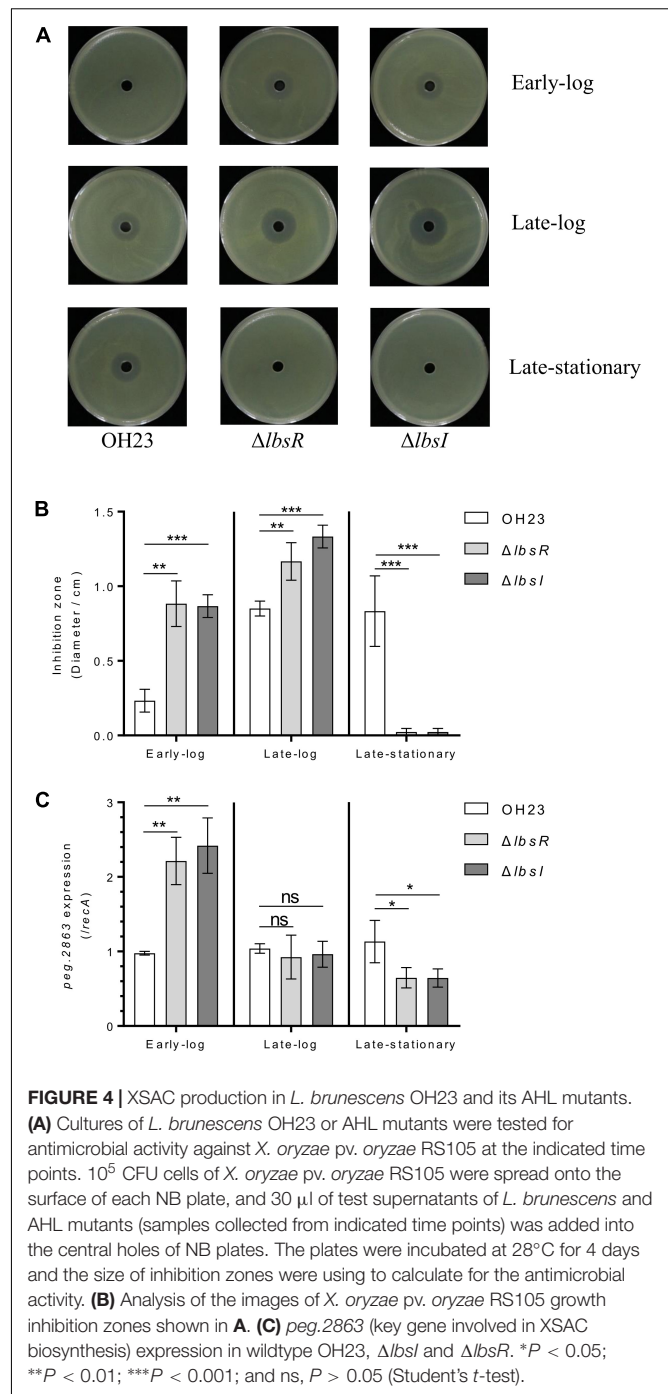 A
Early-log
Late-log
Late-stationary
OH23 ΔlbsR ΔlbsI
B
Inhibition zone
(Diameter / cm)
1.5
1.0
0.5
0.0
***
**
***
**
***
***
Early-log Late-log Late-stationary
OH23
ΔlbsR
ΔlbsI
C
peg.2863 expression
(/recA)
3
2
1
0
**
**
ns
ns
*
*
Early-log Late-log Late-stationary
OH23
ΔlbsR
ΔlbsI
FIGURE 4 | XSAC production in L. brunescens OH23 and its AHL mutants.
(A) Cultures of L. brunescens OH23 or AHL mutants were tested for
antimicrobial activity against X. oryzae pv. oryzae RS105 at the indicated time
points. 10⁵ CFU cells of X. oryzae pv. oryzae RS105 were spread onto the
surface of each NB plate, and 30 μl of test supernatants of L. brunescens and
AHL mutants (samples collected from indicated time points) was added into
the central holes of NB plates. The plates were incubated at 28°C for 4 days
and the size of inhibition zones were using to calculate for the antimicrobial
activity. (B) Analysis of the images of X. oryzae pv. oryzae RS105 growth
inhibition zones shown in A. (C) peg.2863 (key gene involved in XSAC
biosynthesis) expression in wildtype OH23, ΔlbsI and ΔlbsR. *P < 0.05;
**P < 0.01; ***P < 0.001; and ns, P > 0.05 (Student's t-test).